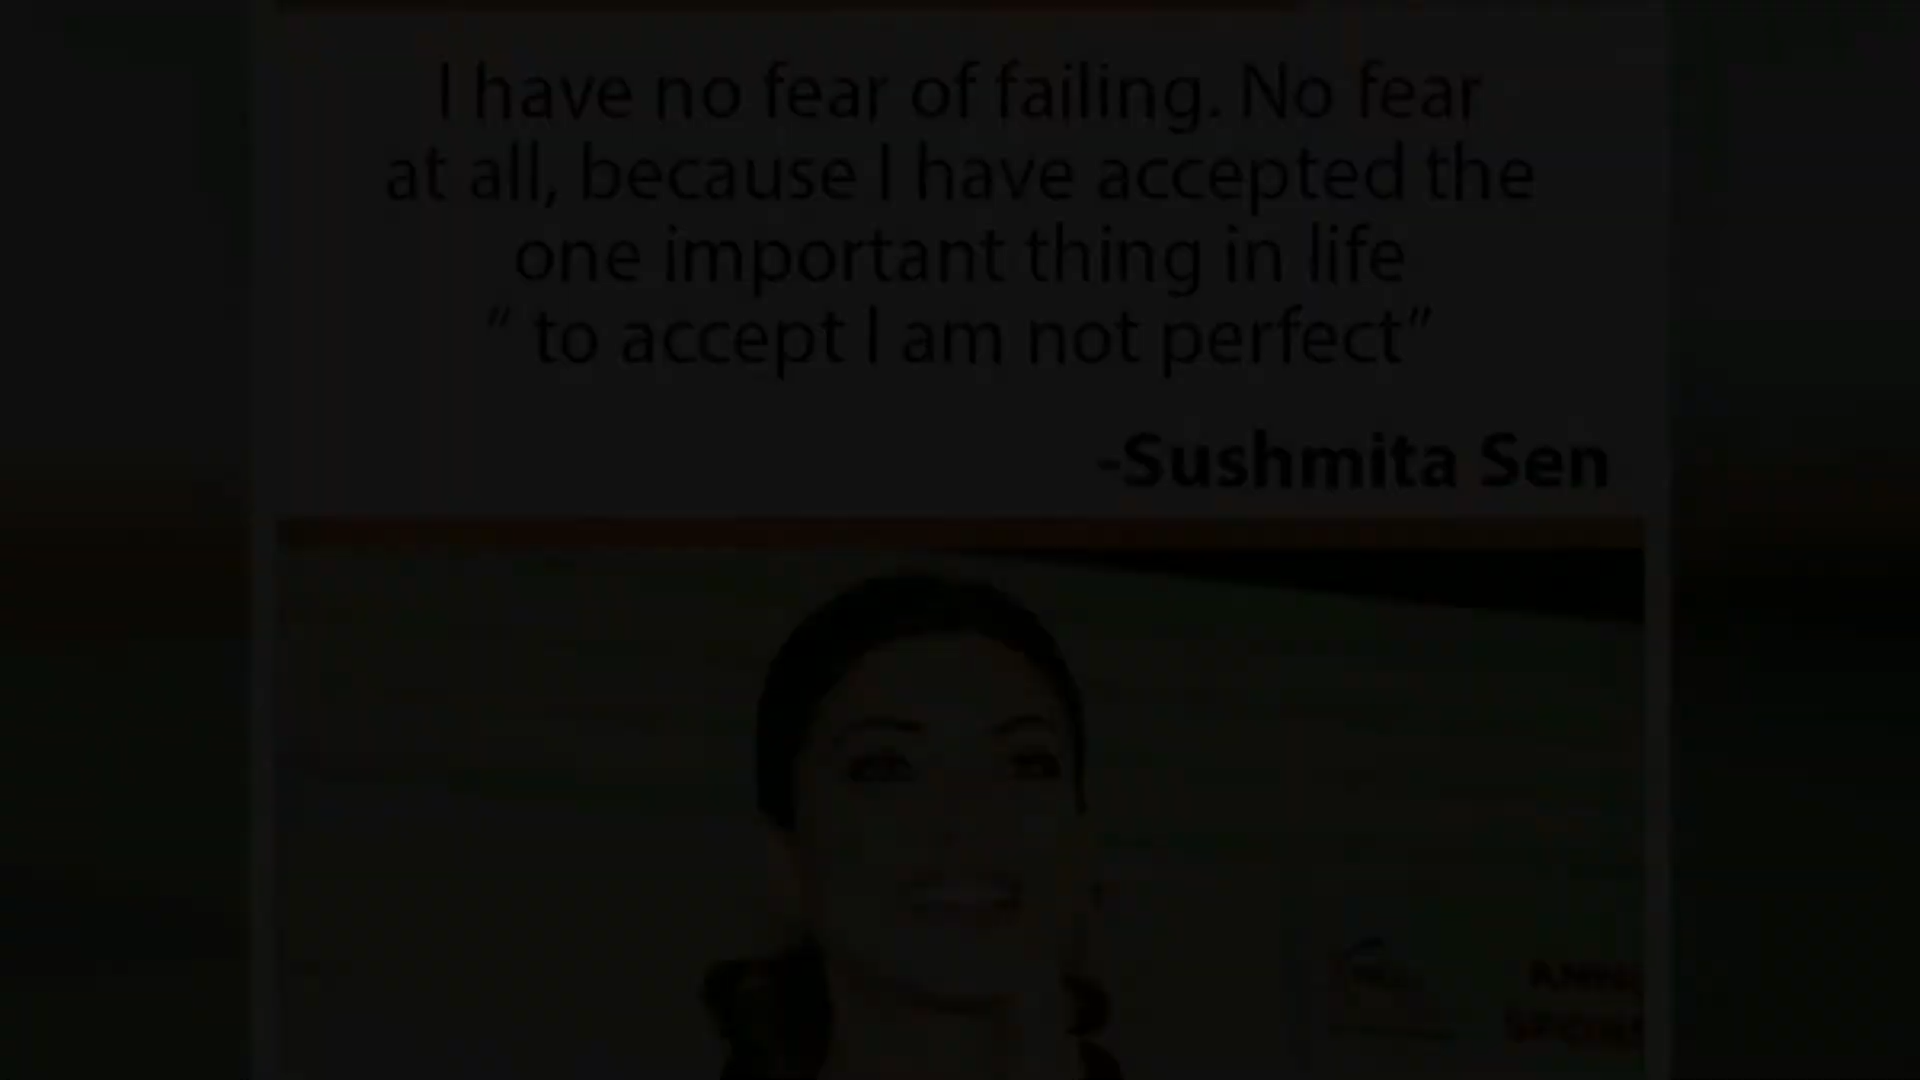 I have no fear of failing. No fear
at all, because I have accepted the
one important thing in life
“ to accept I am not perfect”
-Sushmita Sen